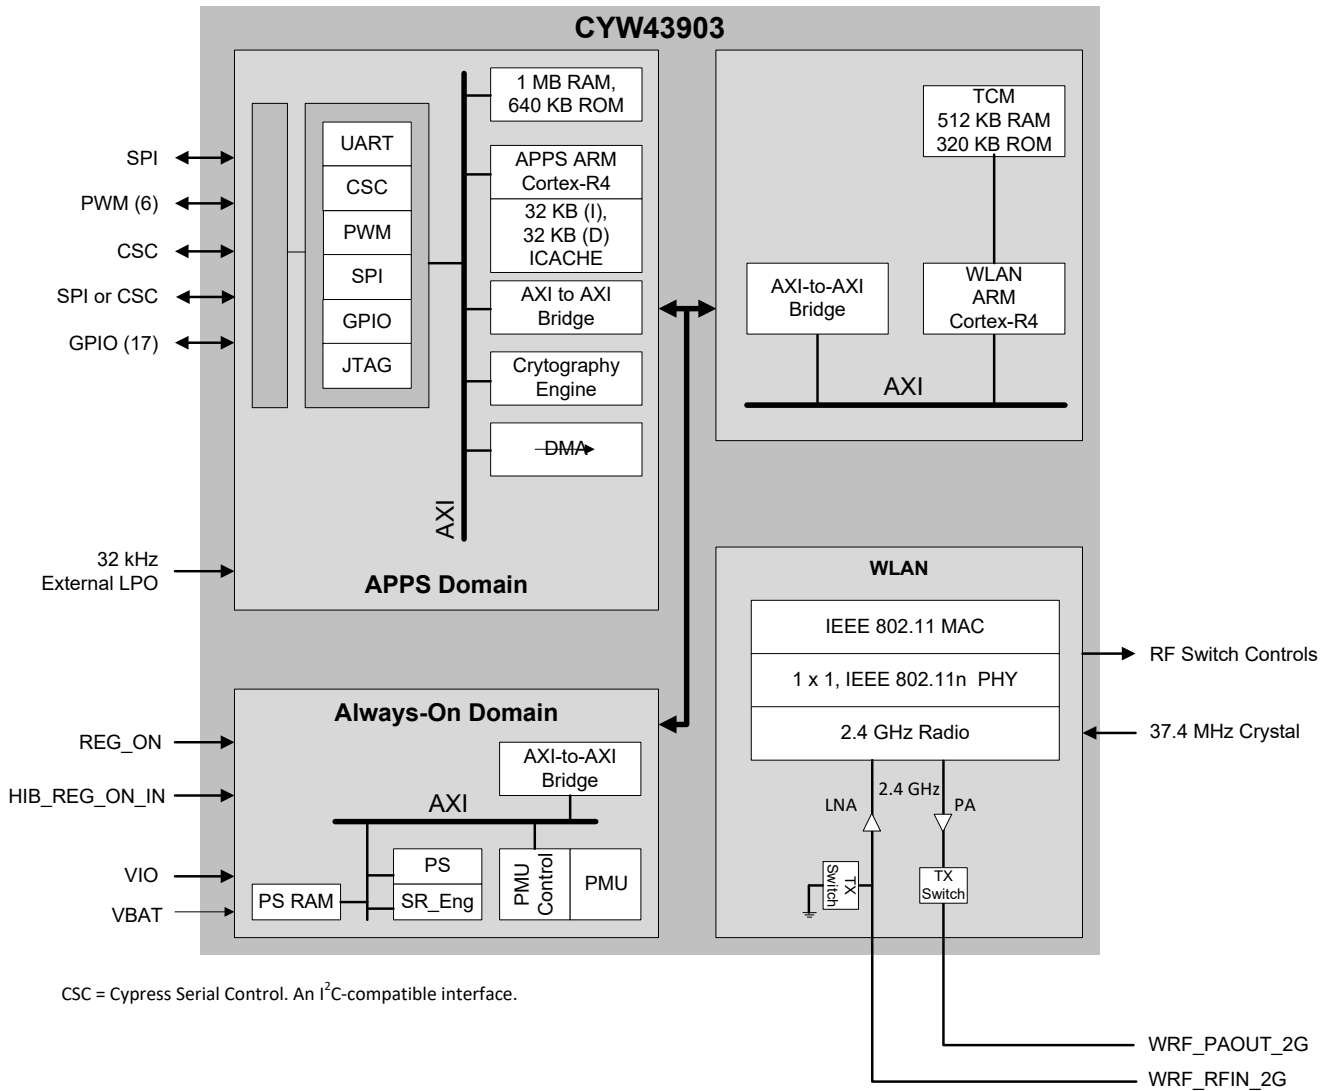 CYW43903
SPI
PWM (6)
CSC
SPI or CSC
GPIO (17)
32 kHz
External LPO
UART
CSC
PWM
SPI
GPIO
JTAG
AXI
1 MB RAM,
640 KB ROM
APPS ARM
Cortex-R4
32 KB (I),
32 KB (D)
ICACHE
AXI to AXI
Bridge
Crytography
Engine
DMA
APPS Domain
TCM
512 KB RAM
320 KB ROM
AXI-to-AXI
Bridge
WLAN
ARM
Cortex-R4
AXI
REG_ON
HIB_REG_ON_IN
VIO
VBAT
Always-On Domain
AXI-to-AXI
Bridge
AXI
PS RAM
PS
SR_Eng
PMU
Control
PMU
WLAN
IEEE 802.11 MAC
1 x 1, IEEE 802.11n PHY
2.4 GHz Radio
2.4 GHz
LNA
PA
TX
Switch
TX
Switch
RF Switch Controls
37.4 MHz Crystal
WRF_PAOUT_2G
WRF_RFIN_2G
CSC = Cypress Serial Control. An I²C-compatible interface.